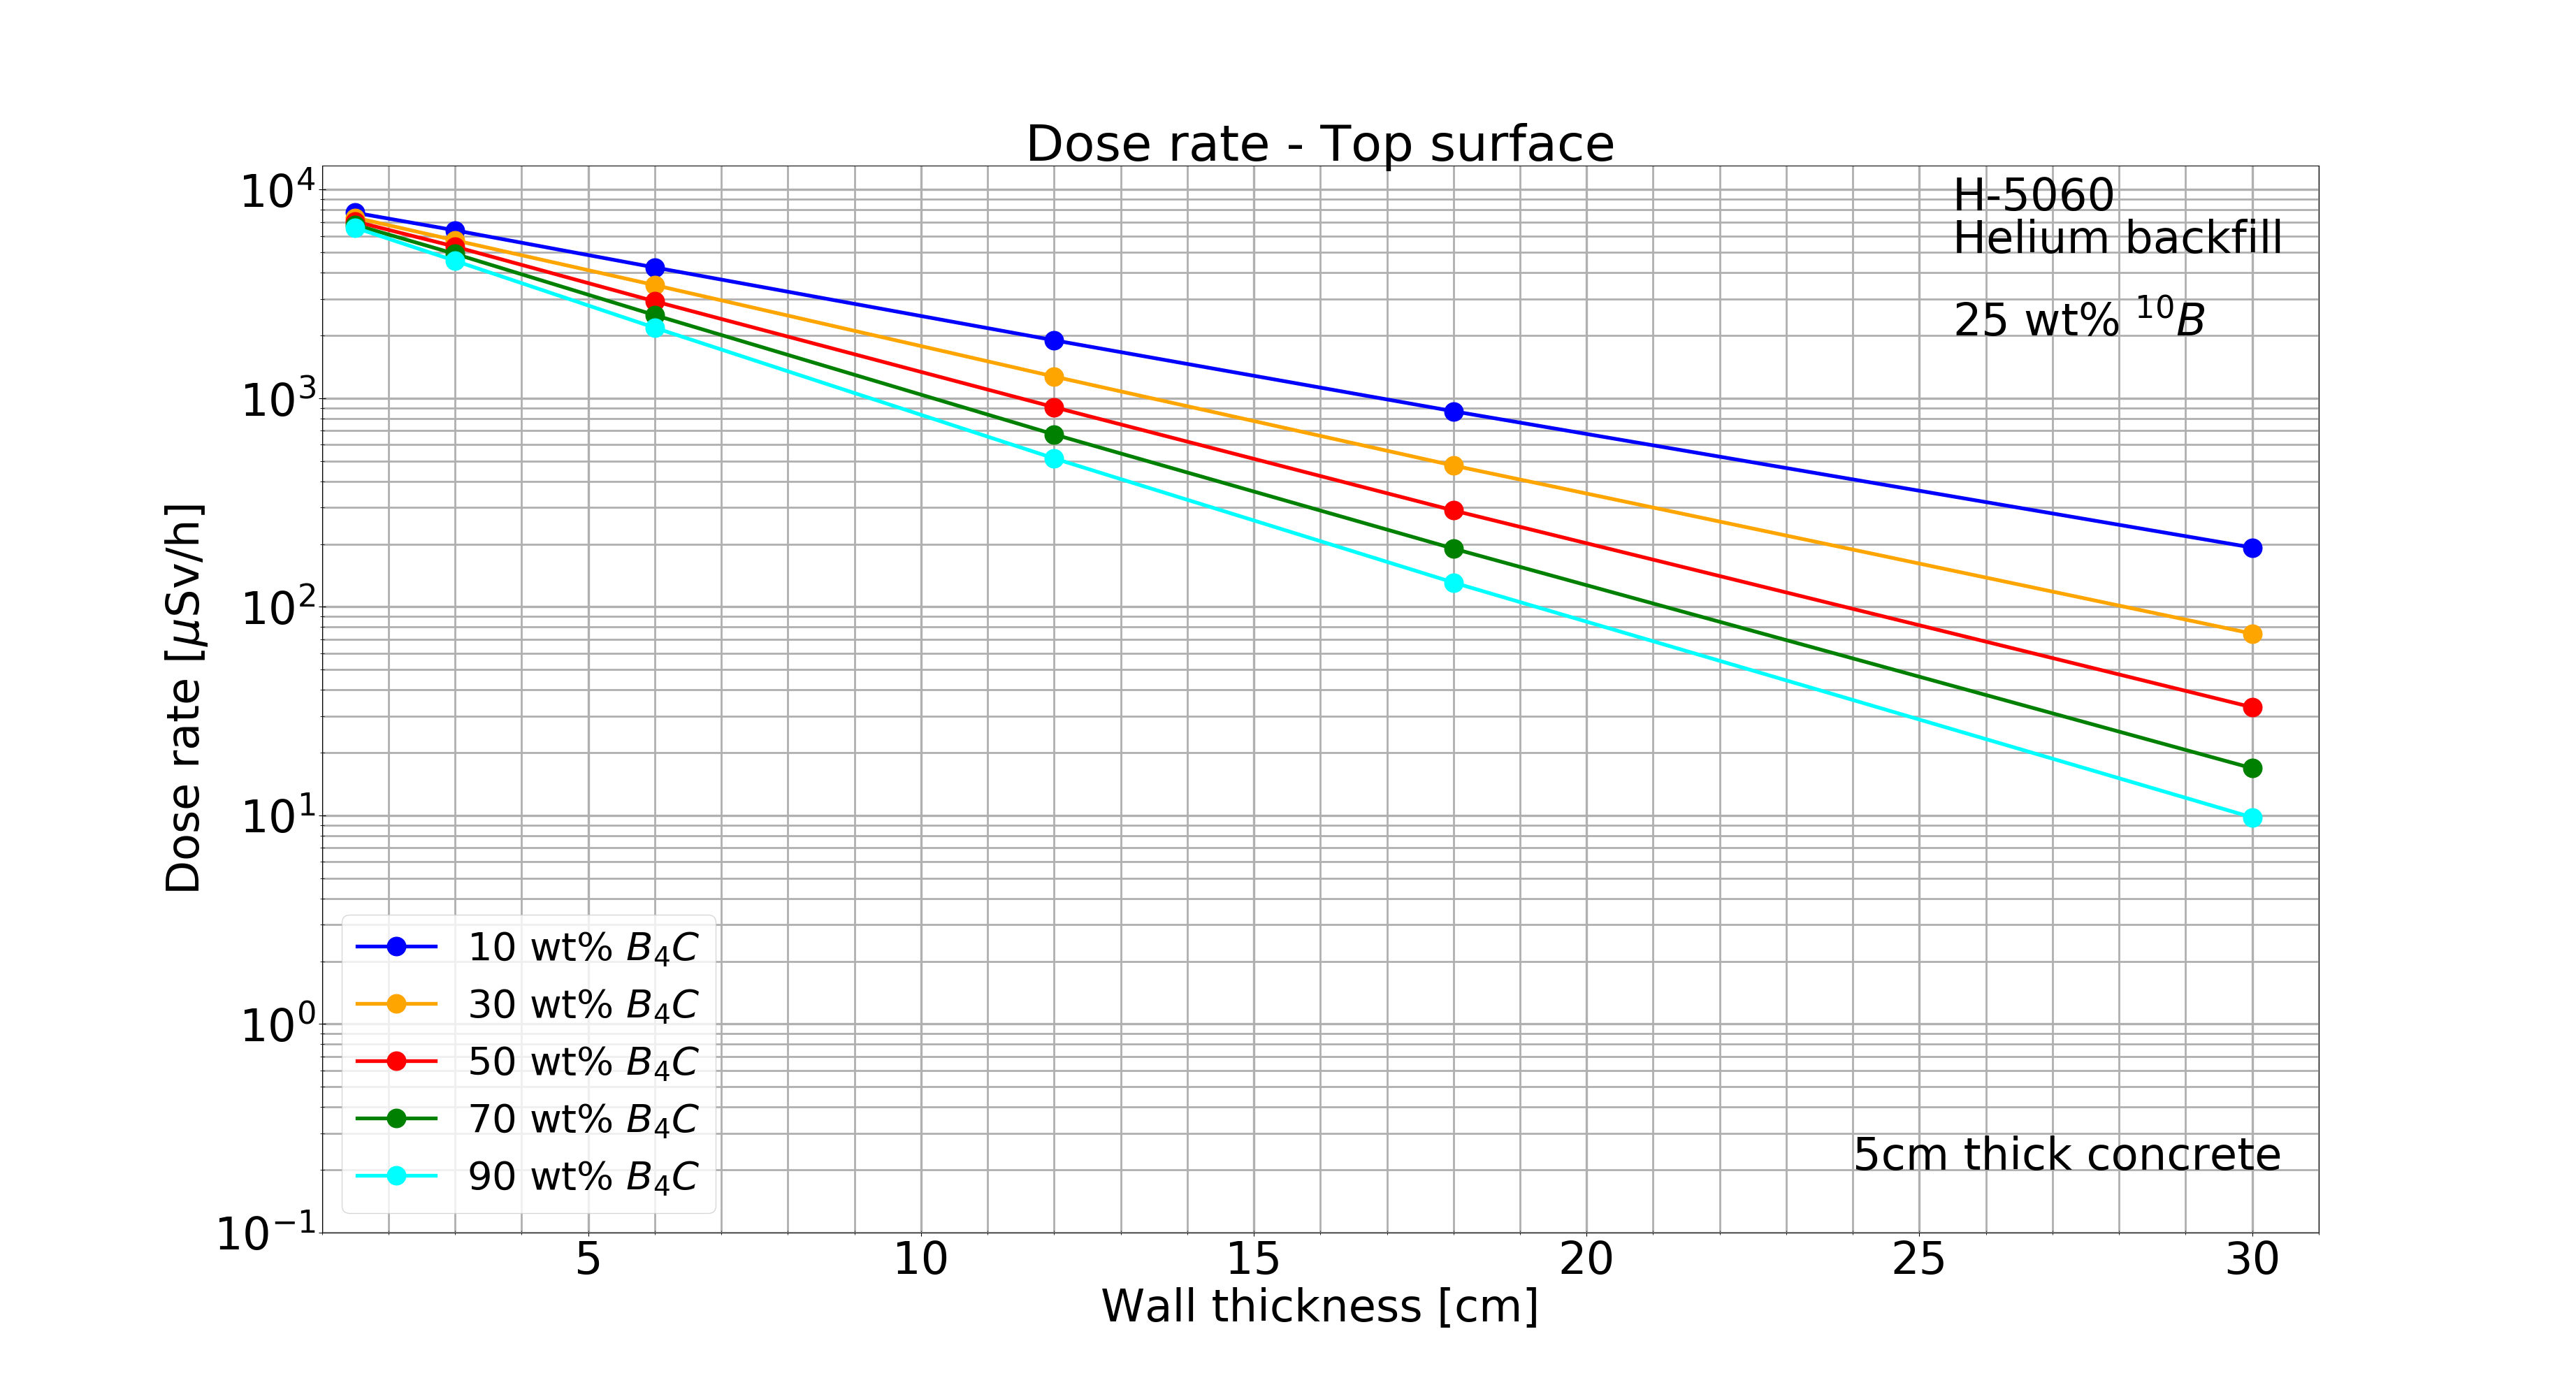 Dose rate - Top surface
H-5060
Helium backfill
25 wt% ¹⁰B
Dose rate [μSv/h]
10⁴
10³
10²
10¹
10⁰
10⁻¹
10 wt% B₄C
30 wt% B₄C
50 wt% B₄C
70 wt% B₄C
90 wt% B₄C
5cm thick concrete
5 10 15 20 25 30
Wall thickness [cm]